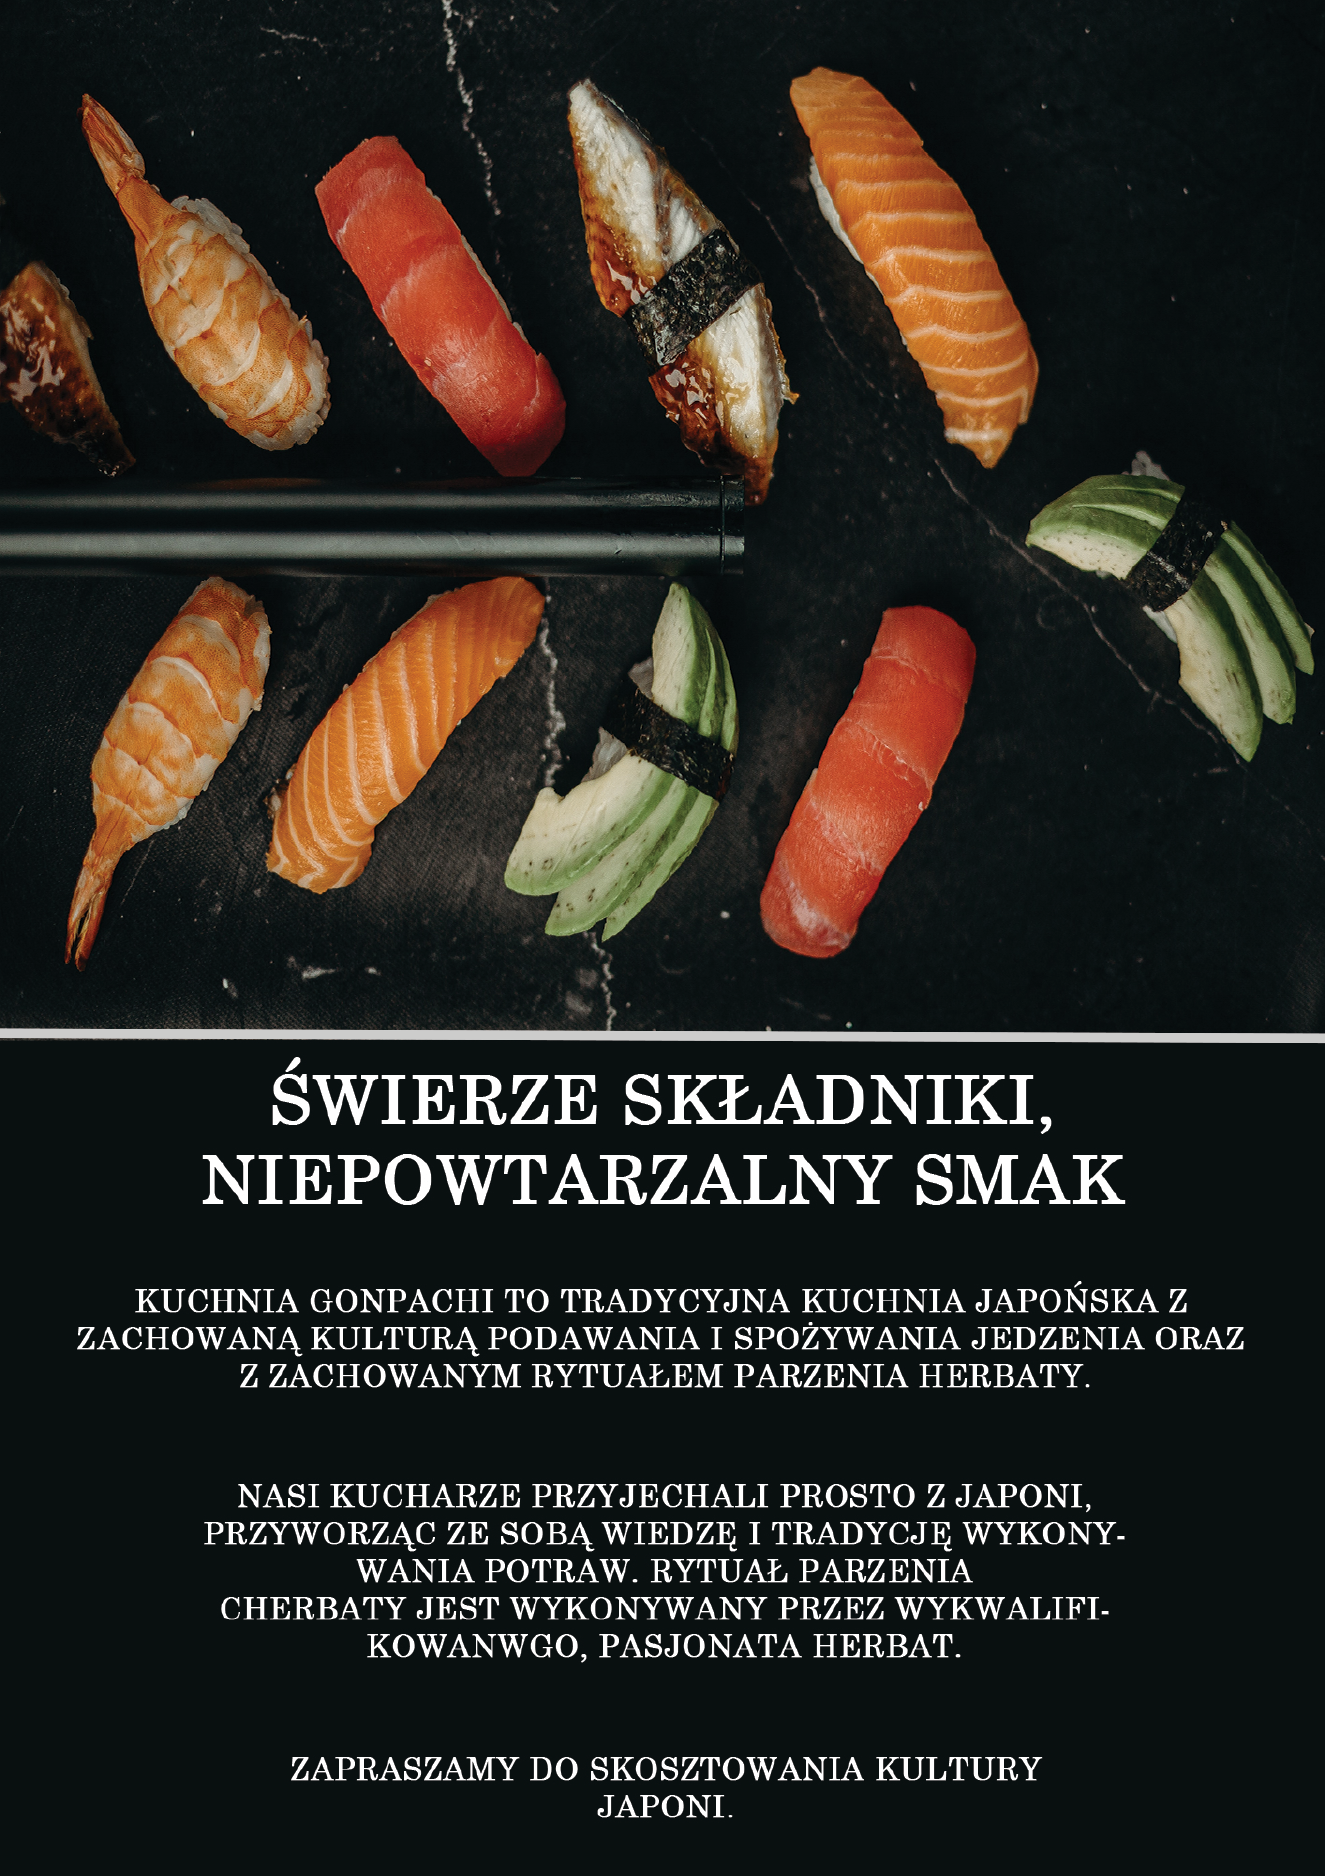 ŚWIERZE SKŁADNIKI,
NIEPOWTARZALNY SMAK
KUCHNIA GONPACHI TO TRADYCYJNA KUCHNIA JAPOŃSKA Z
ZACHOWANĄ KULTURĄ PODAWANIA I SPOŻYWANIA JEDZENIA ORAZ
Z ZACHOWANYM RYTUAŁEM PARZENIA HERBATY.
NASI KUCHARZE PRZYJECHALI PROSTO Z JAPONI,
PRZYWORZĄC ZE SOBĄ WIEDZĘ I TRADYCJĘ WYKONY-
WANIA POTRAW. RYTUAŁ PARZENIA
CHERBATY JEST WYKONYWANY PRZEZ WYKWALIFI-
KOWANWGO, PASJONATA HERBAT.
ZAPRASZAMY DO SKOSZTOWANIA KULTURY
JAPONI.